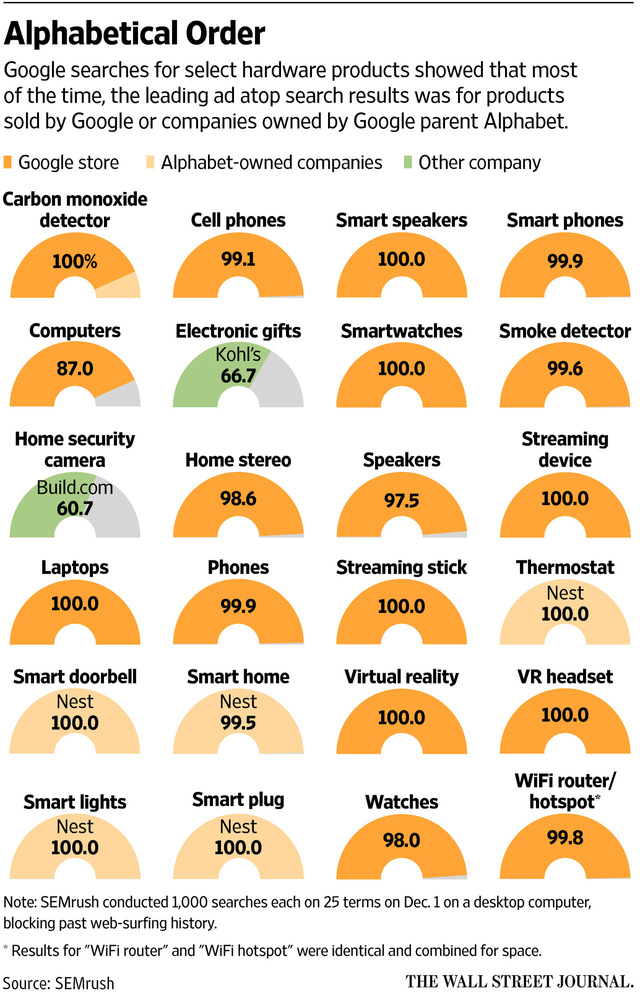 Alphabetical Order
Google searches for select hardware products showed that most
of the time, the leading ad atop search results was for products
sold by Google or companies owned by Google parent Alphabet.
Google store Alphabet-owned companies Other company
Carbon monoxide
detector
100%
Cell phones
99.1
Smart speakers
100.0
Smart phones
99.9
Computers
87.0
Electronic gifts
Kohl's
66.7
Smartwatches
100.0
Smoke detector
99.6
Home security
camera
Build.com
60.7
Home stereo
98.6
Speakers
97.5
Streaming
device
100.0
Laptops
100.0
Phones
99.9
Streaming stick
100.0
Thermostat
Nest
100.0
Smart doorbell
Nest
100.0
Smart home
Nest
99.5
Virtual reality
100.0
VR headset
100.0
Smart lights
Nest
100.0
Smart plug
Nest
100.0
Watches
98.0
WiFi router/
hotspot*
99.8
Note: SEMrush conducted 1,000 searches each on 25 terms on Dec. 1 on a desktop computer,
blocking past web-surfing history.
* Results for "WiFi router" and "WiFi hotspot" were identical and combined for space.
Source: SEMrush
THE WALL STREET JOURNAL.